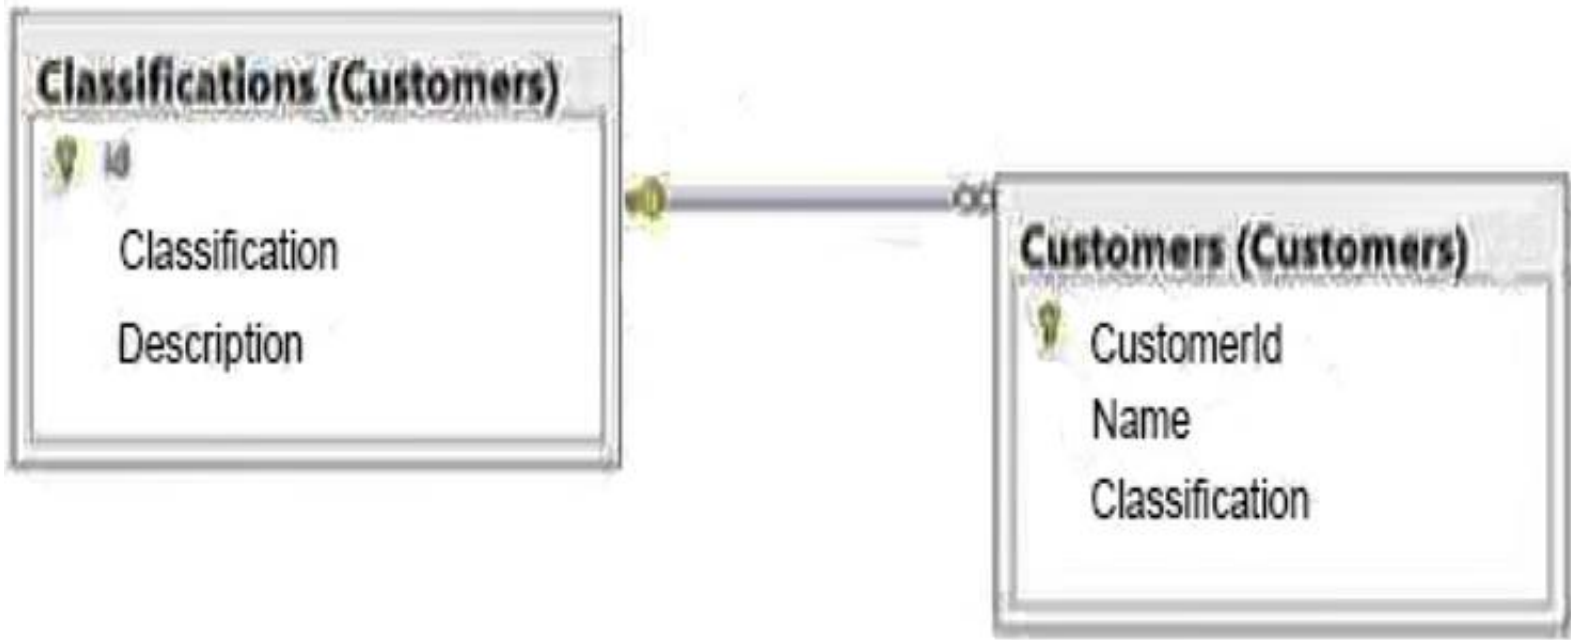 Classifications (Customers)
Id
Classification
Description
Customers (Customers)
CustomerId
Name
Classification